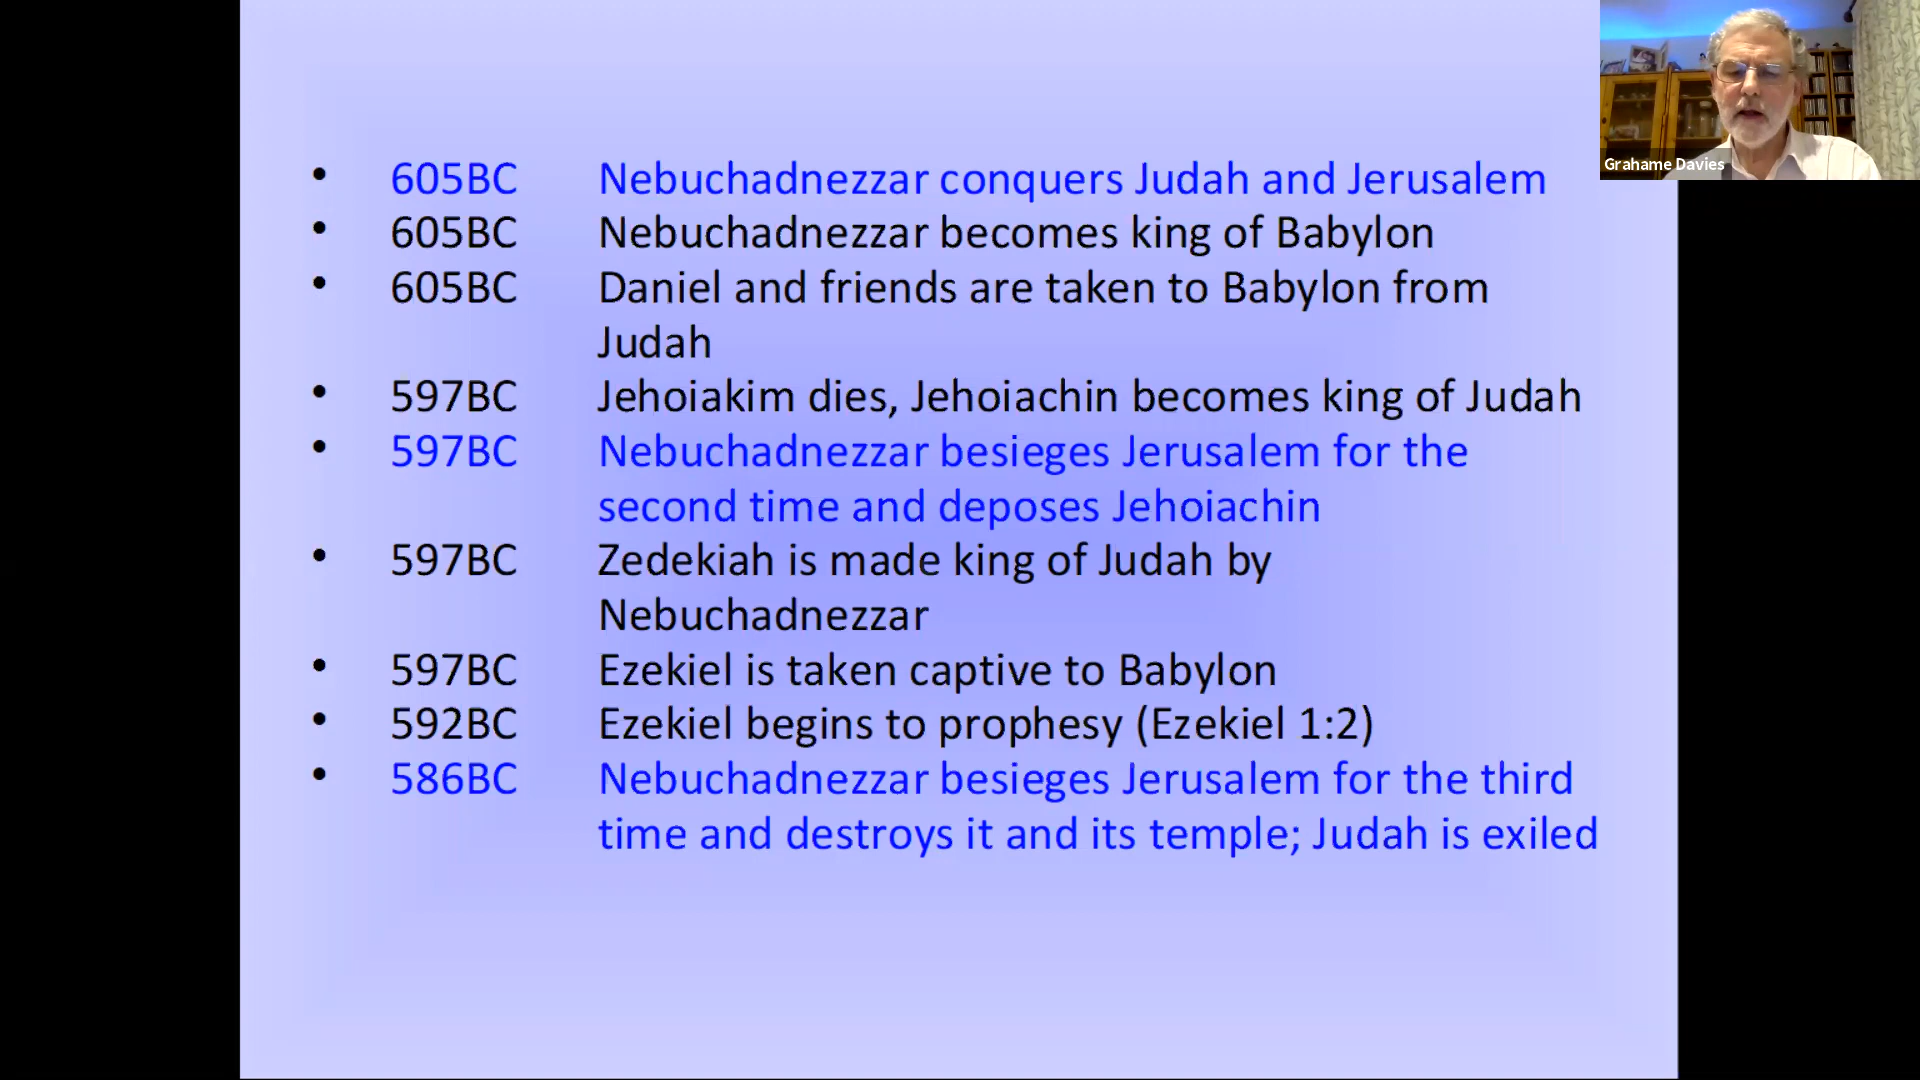 • 605BC Nebuchadnezzar conquers Judah and Jerusalem
• 605BC Nebuchadnezzar becomes king of Babylon
• 605BC Daniel and friends are taken to Babylon from
Judah
• 597BC Jehoiakim dies, Jehoiachin becomes king of Judah
• 597BC Nebuchadnezzar besieges Jerusalem for the
second time and deposes Jehoiachin
• 597BC Zedekiah is made king of Judah by
Nebuchadnezzar
• 597BC Ezekiel is taken captive to Babylon
• 592BC Ezekiel begins to prophesy (Ezekiel 1:2)
• 586BC Nebuchadnezzar besieges Jerusalem for the third
time and destroys it and its temple; Judah is exiled
Grahame Davies